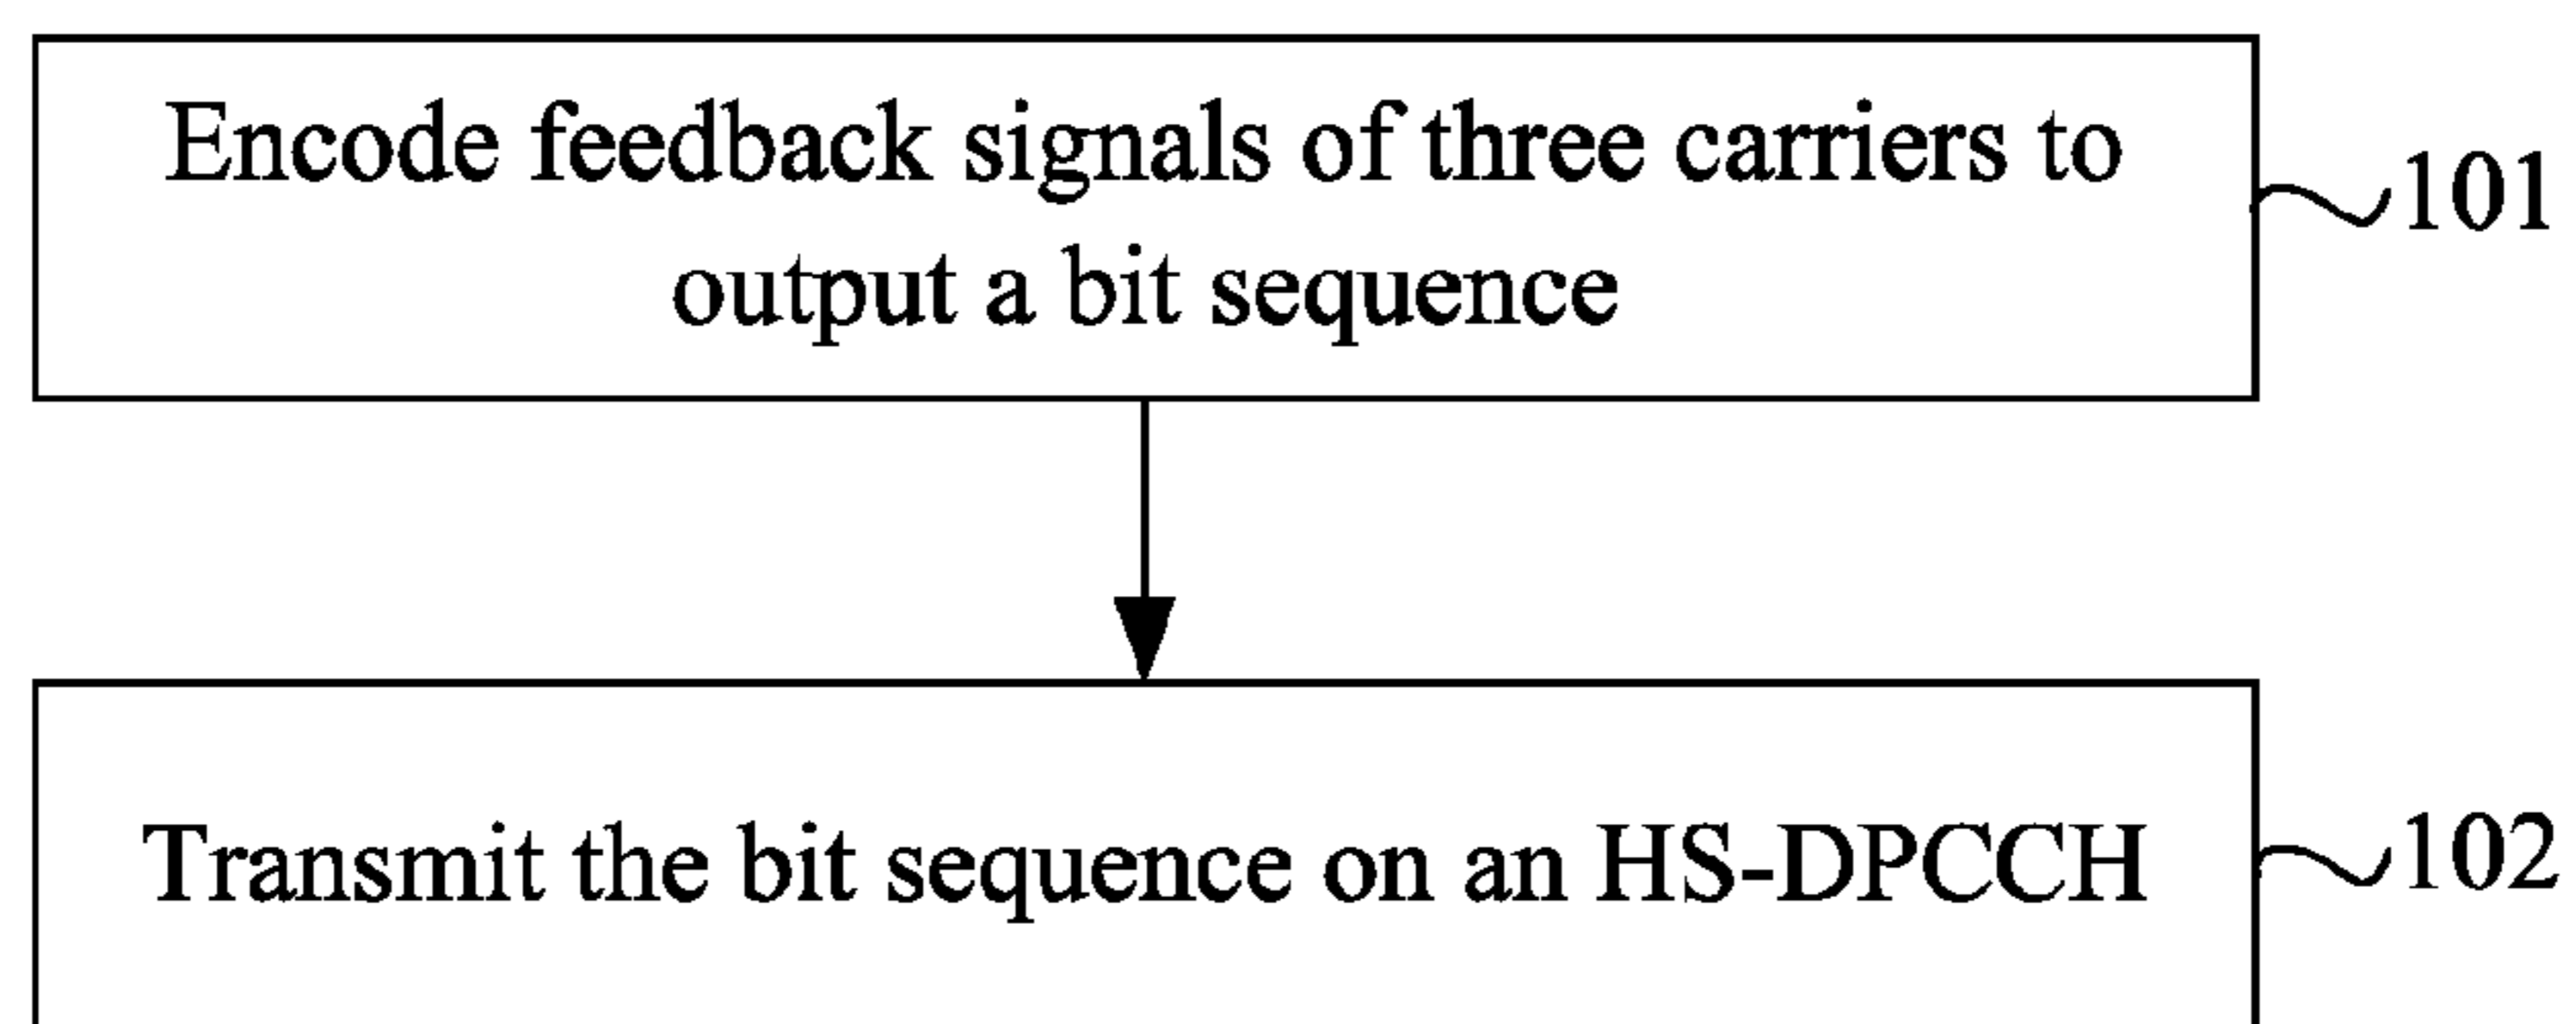 Encode feedback signals of three carriers to
output a bit sequence
101
Transmit the bit sequence on an HS-DPCCH
102